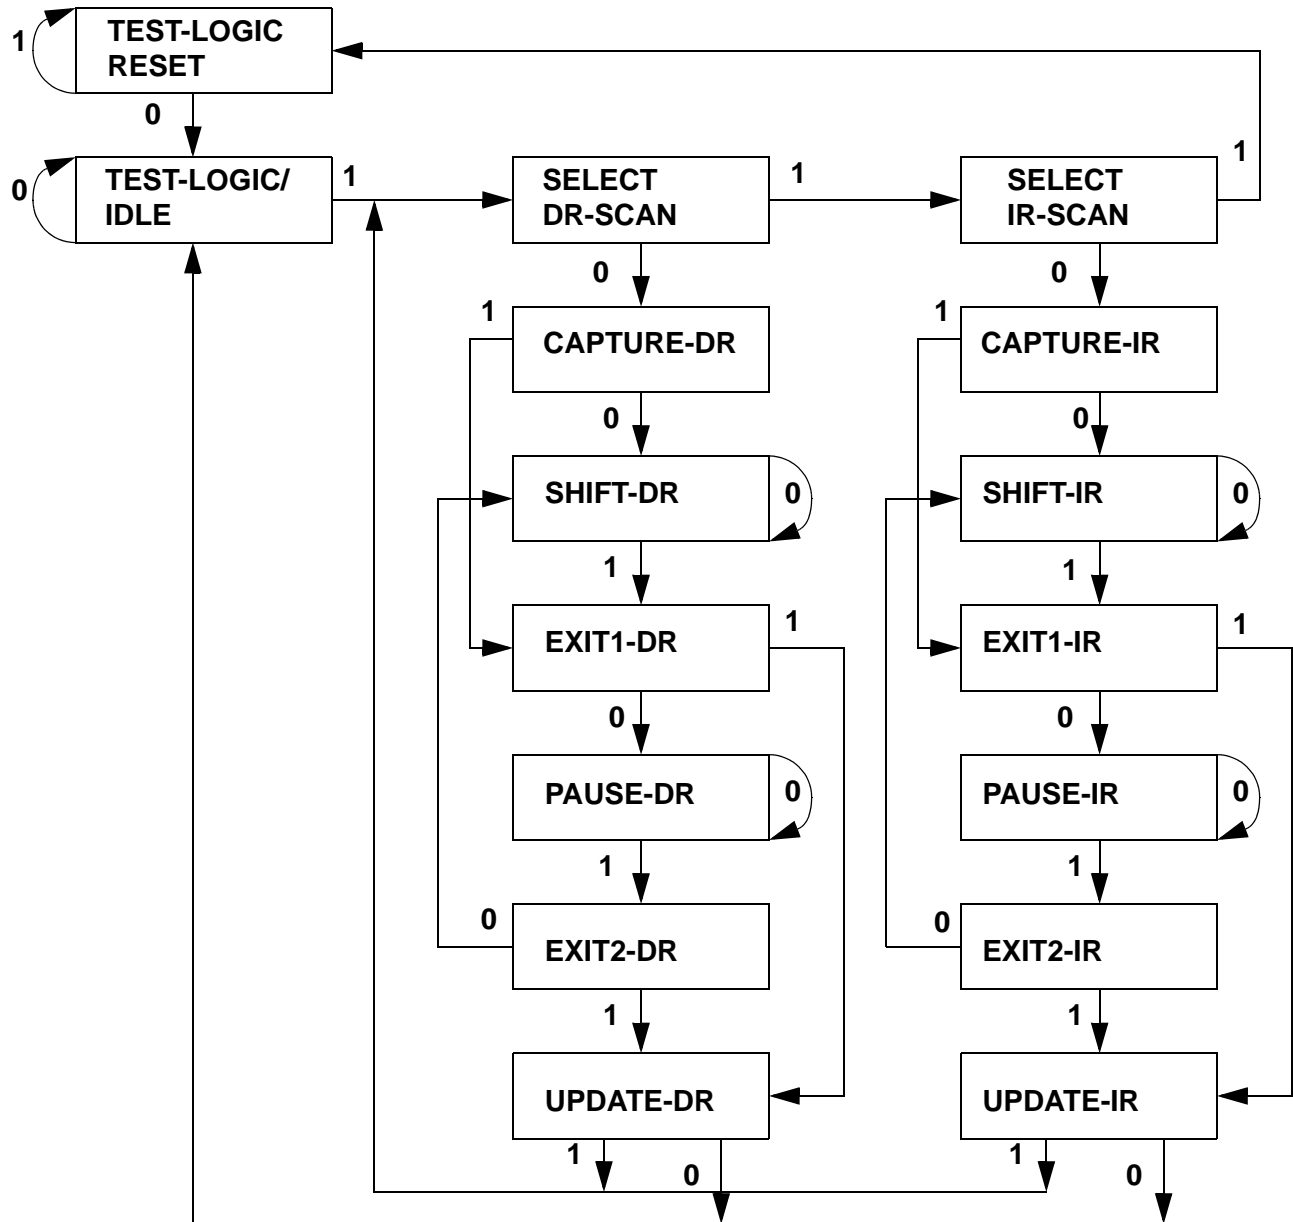 TEST-LOGIC
RESET
1
0
TEST-LOGIC/
IDLE
0
1
SELECT
DR-SCAN
1
SELECT
IR-SCAN
1
0
0
1
CAPTURE-DR
1
CAPTURE-IR
0
0
SHIFT-DR
0
SHIFT-IR
0
1
1
EXIT1-DR
1
EXIT1-IR
1
0
0
PAUSE-DR
0
PAUSE-IR
0
1
1
0
EXIT2-DR
0
EXIT2-IR
1
1
UPDATE-DR
UPDATE-IR
1
0
1
0